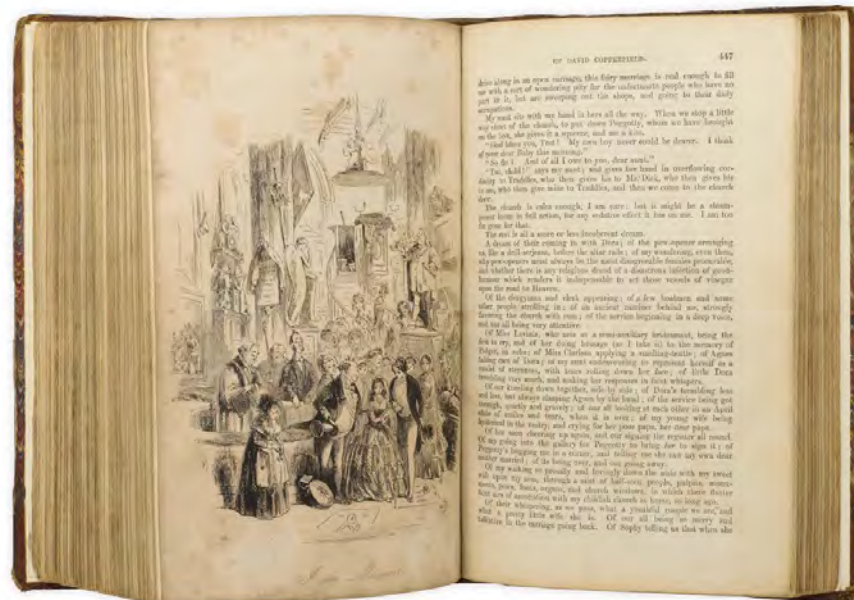 OF DAVID COPPERFIELD. 447
drive along in an open carriage, this fairy marriage is real enough to fill
me with a sort of wondering pity for the unfortunate people who have no
part in it, but are sweeping out the shops, and going to their daily
occupations.
My aunt sits with my hand in hers all the way. When we stop a little
way short of the church, to put down Peggotty, whom we have brought
on the box, she gives it a squeeze, and me a kiss.
"God bless you, Trot! My own boy never could be dearer. I think
of poor dear Baby this morning."
"So do I. And of all I owe to you, dear aunt."
"Tut, child!" says my aunt; and gives her hand in overflowing cor-
diality to Traddles, who then gives his to Mr. Dick, who then gives his
to me, who then give mine to Traddles, and then we come to the church
door.
The church is calm enough, I am sure; but it might be a steam-
power loom in full action, for any sedative effect it has on me. I am too
far gone for that.
The rest is all a more or less incoherent dream.
A dream of their coming in with Dora; of the pew-opener arranging
us, like a drill-serjeant, before the altar rails; of my wondering, even then,
why pew-openers must always be the most disagreeable females procurable,
and whether there is any religious dread of a disastrous infection of good-
humour which renders it indispensable to set those vessels of vinegar
upon the road to Heaven.
Of the clergyman and clerk appearing; of a few boatmen and some
other people strolling in; of an ancient mariner behind me, strongly
flavoring the church with rum; of the service beginning in a deep voice,
and our all being very attentive.
Of Miss Lavinia, who acts as a semi-auxiliary bridesmaid, being the
first to cry, and of her doing homage (as I take it) to the memory of
Pidger, in sobs; of Miss Clarissa applying a smelling-bottle; of Agnes
taking care of Dora; of my aunt endeavouring to represent herself as a
model of sternness, with tears rolling down her face; of little Dora
trembling very much, and making her responses in faint whispers.
Of our kneeling down together, side by side; of Dora's trembling less
and less, but always clasping Agnes by the hand; of the service being got
through, quietly and gravely; of our all looking at each other in an April
state of smiles and tears, when it is over; of my young wife being
hysterical in the vestry, and crying for her poor papa, her dear papa.
Of her soon cheering up again, and our signing the register all round.
Of my going into the gallery for Peggotty to bring her to sign it; of
Peggotty's hugging me in a corner, and telling me she saw my own dear
mother married; of its being over, and our going away.
Of my walking so proudly and lovingly down the aisle with my sweet
wife upon my arm, through a mist of half-seen people, pulpits, monu-
ments, pews, fonts, organs, and church windows, in which there flutter
faint airs of association with my childish church at home, so long ago.
Of their whispering, as we pass, what a youthful couple we are, and
what a pretty little wife she is. Of our all being so merry and
talkative in the carriage going back. Of Sophy telling us that when she